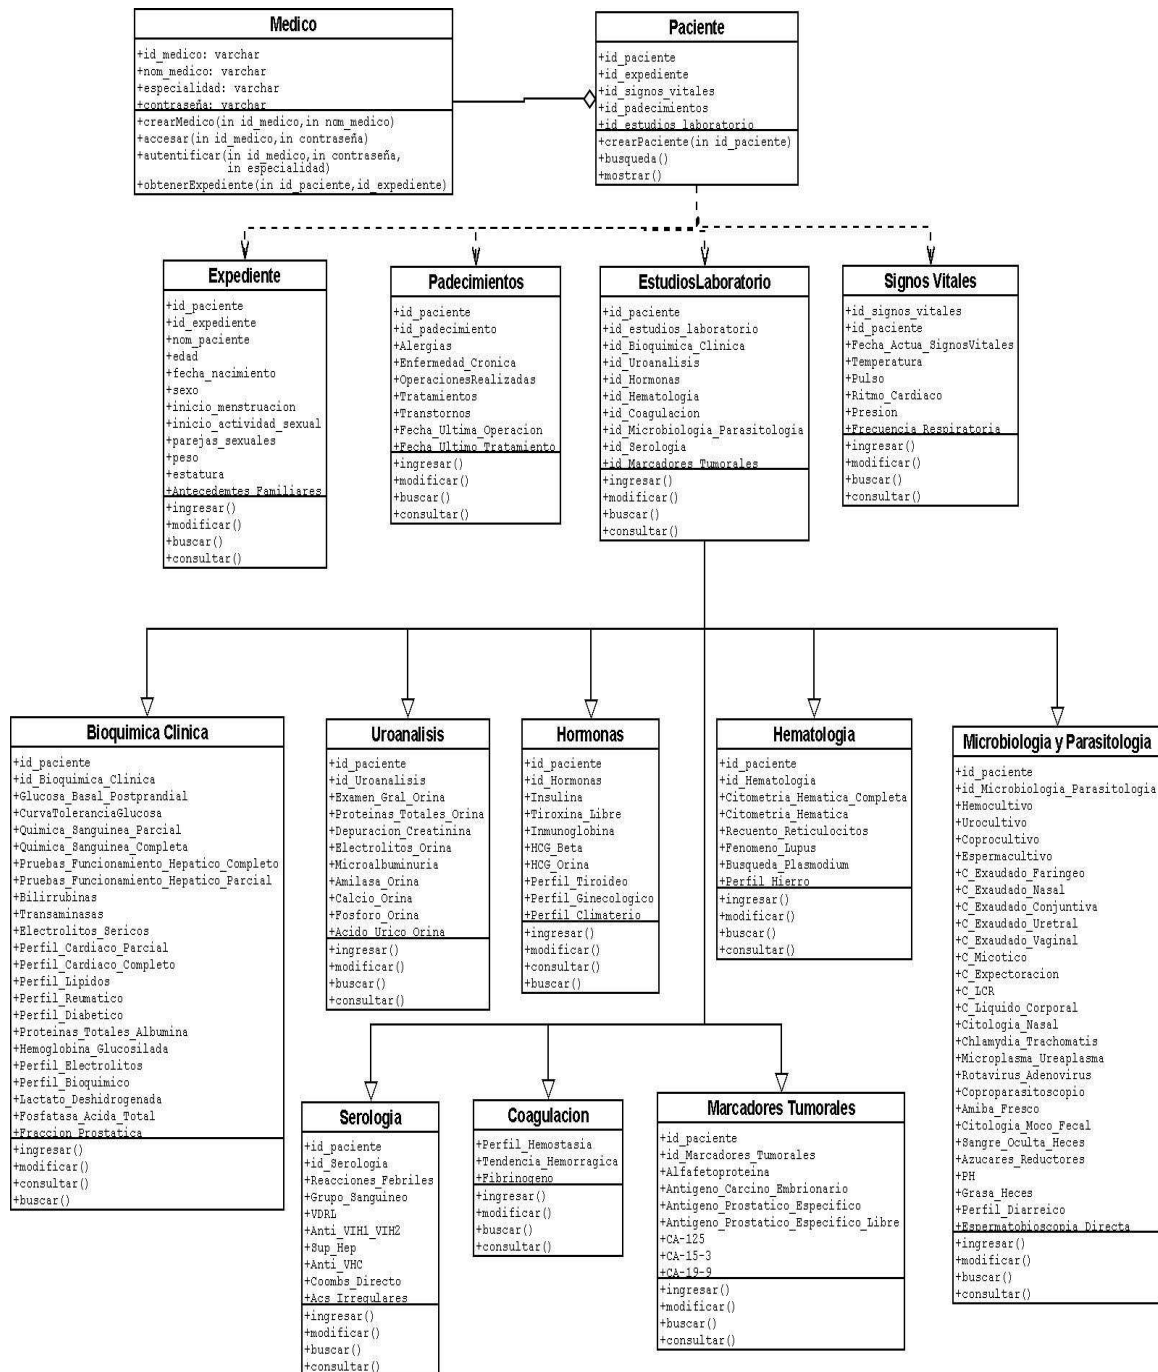 Medico
+id_medico: varchar
+nom_medico: varchar
+especialidad: varchar
+contraseña: varchar
+crearMedico(in id_medico,in nom_medico)
+accesar(in id_medico,in contraseña)
+autentificar(in id_medico,in contraseña,
in especialidad)
+obtenerExpediente(in id_paciente,id_expediente)
Paciente
+id_paciente
+id_expediente
+id_signos_vitales
+id_padecimientos
+id_estudios_laboratorio
+crearPaciente(in id_paciente)
+busqueda()
+mostrar()
Expediente
+id_paciente
+id_expediente
+nom_paciente
+edad
+fecha_nacimiento
+sexo
+inicio_menstruacion
+inicio_actividad_sexual
+parejas_sexuales
+peso
+estatura
+Antecedemtes_Familiares
+ingresar()
+modificar()
+buscar()
+consultar()
Padecimientos
+id_paciente
+id_padecimiento
+Alergias
+Enfermedad_Cronica
+OperacionesRealizadas
+Tratamientos
+Transtornos
+Fecha_Ultima_Operacion
+Fecha_Ultimo_Tratamiento
+ingresar()
+modificar()
+buscar()
+consultar()
EstudiosLaboratorio
+id_paciente
+id_estudios_laboratorio
+id_Bioquimica_Clinica
+id_Uroanalisis
+id_Hormonas
+id_Hematologia
+id_Coagulacion
+id_Microbiologia_Parasitologia
+id_Serologia
+id_Marcadores_Tumorales
+ingresar()
+modificar()
+buscar()
+consultar()
Signos Vitales
+id_signos_vitales
+id_paciente
+Fecha_Actua_SignosVitales
+Temperatura
+Pulso
+Ritmo_Cardiaco
+Presion
+Frecuencia_Respiratoria
+ingresar()
+modificar()
+buscar()
+consultar()
Bioquimica Clinica
+id_paciente
+id_Bioquimica_Clinica
+Glucosa_Basal_Postprandial
+CurvaToleranciaGlucosa
+Quimica_Sanguinea_Parcial
+Quimica_Sanguinea_Completa
+Pruebas_Funcionamiento_Hepatico_Completo
+Pruebas_Funcionamiento_Hepatico_Parcial
+Bilirrubinas
+Transaminasas
+Electrolitos_Sericos
+Perfil_Cardiaco_Parcial
+Perfil_Cardiaco_Completo
+Perfil_Lipidos
+Perfil_Reumatico
+Perfil_Diabetico
+Proteinas_Totales_Albumina
+Hemoglobina_Glucosilada
+Perfil_Electrolitos
+Perfil_Bioquimico
+Lactato_Deshidrogenada
+Fosfatasa_Acida_Total
+Fraccion_Prostatica
+ingresar()
+modificar()
+consultar()
+buscar()
Uroanalisis
+id_paciente
+id_Uroanalisis
+Examen_Gral_Orina
+Proteinas_Totales_Orina
+Depuracion_Creatinina
+Electrolitos_Orina
+Microalbuminuria
+Amilasa_Orina
+Calcio_Orina
+Fosforo_Orina
+Acido_Urico_Orina
+ingresar()
+modificar()
+buscar()
+consultar()
Hormonas
+id_paciente
+id_Hormonas
+Insulina
+Tiroxina_Libre
+Inmunoglobina
+HCG_Beta
+HCG_Orina
+Perfil_Tiroideo
+Perfil_Ginecologico
+Perfil_Climaterio
+ingresar()
+modificar()
+consultar()
+buscar()
Hematologia
+id_paciente
+id_Hematologia
+Citometria_Hematica_Completa
+Citometria_Hematica
+Recuento_Reticulocitos
+Fenomeno_Lupus
+Busqueda_Plasmodium
+Perfil_Hierro
+ingresar()
+modificar()
+buscar()
+consultar()
Microbiologia y Parasitologia
+id_paciente
+id_Microbiologia_Parasitologia
+Hemocultivo
+Urocultivo
+Coprocultivo
+Espermacultivo
+C_Exaudado_Faringeo
+C_Exaudado_Nasal
+C_Exaudado_Conjuntiva
+C_Exaudado_Uretral
+C_Exaudado_Vaginal
+C_Micotico
+C_Expectoracion
+C_LCR
+C_Liquido_Corporal
+Citologia_Nasal
+Chlamydia_Trachomatis
+Microplasma_Ureaplasma
+Rotavirus_Adenovirus
+Coproparasitoscopio
+Amiba_Fresco
+Citologia_Moco_Fecal
+Sangre_Oculta_Heces
+Azucares_Reductores
+PH
+Grasa_Heces
+Perfil_Diarreico
+Espermatobioscopia_Directa
+ingresar()
+modificar()
+buscar()
+consultar()
Serologia
+id_paciente
+id_Serologia
+Reacciones_Febriles
+Grupo_Sanguineo
+VDRL
+Anti_VIH1_VIH2
+Sup_Hep
+Anti_VHC
+Coombs_Directo
+Acs_Irregulares
+ingresar()
+modificar()
+buscar()
+consultar()
Coagulacion
+Perfil_Hemostasia
+Tendencia_Hemorragica
+Fibrinogeno
+ingresar()
+modificar()
+buscar()
+consultar()
Marcadores Tumorales
+id_paciente
+id_Marcadores_Tumorales
+Alfafetoproteina
+Antigeno_Carcino_Embrionario
+Antigeno_Prostatico_Especifico
+Antigeno_Prostatico_Especifico_Libre
+CA-125
+CA-15-3
+CA-19-9
+ingresar()
+modificar()
+buscar()
+consultar()